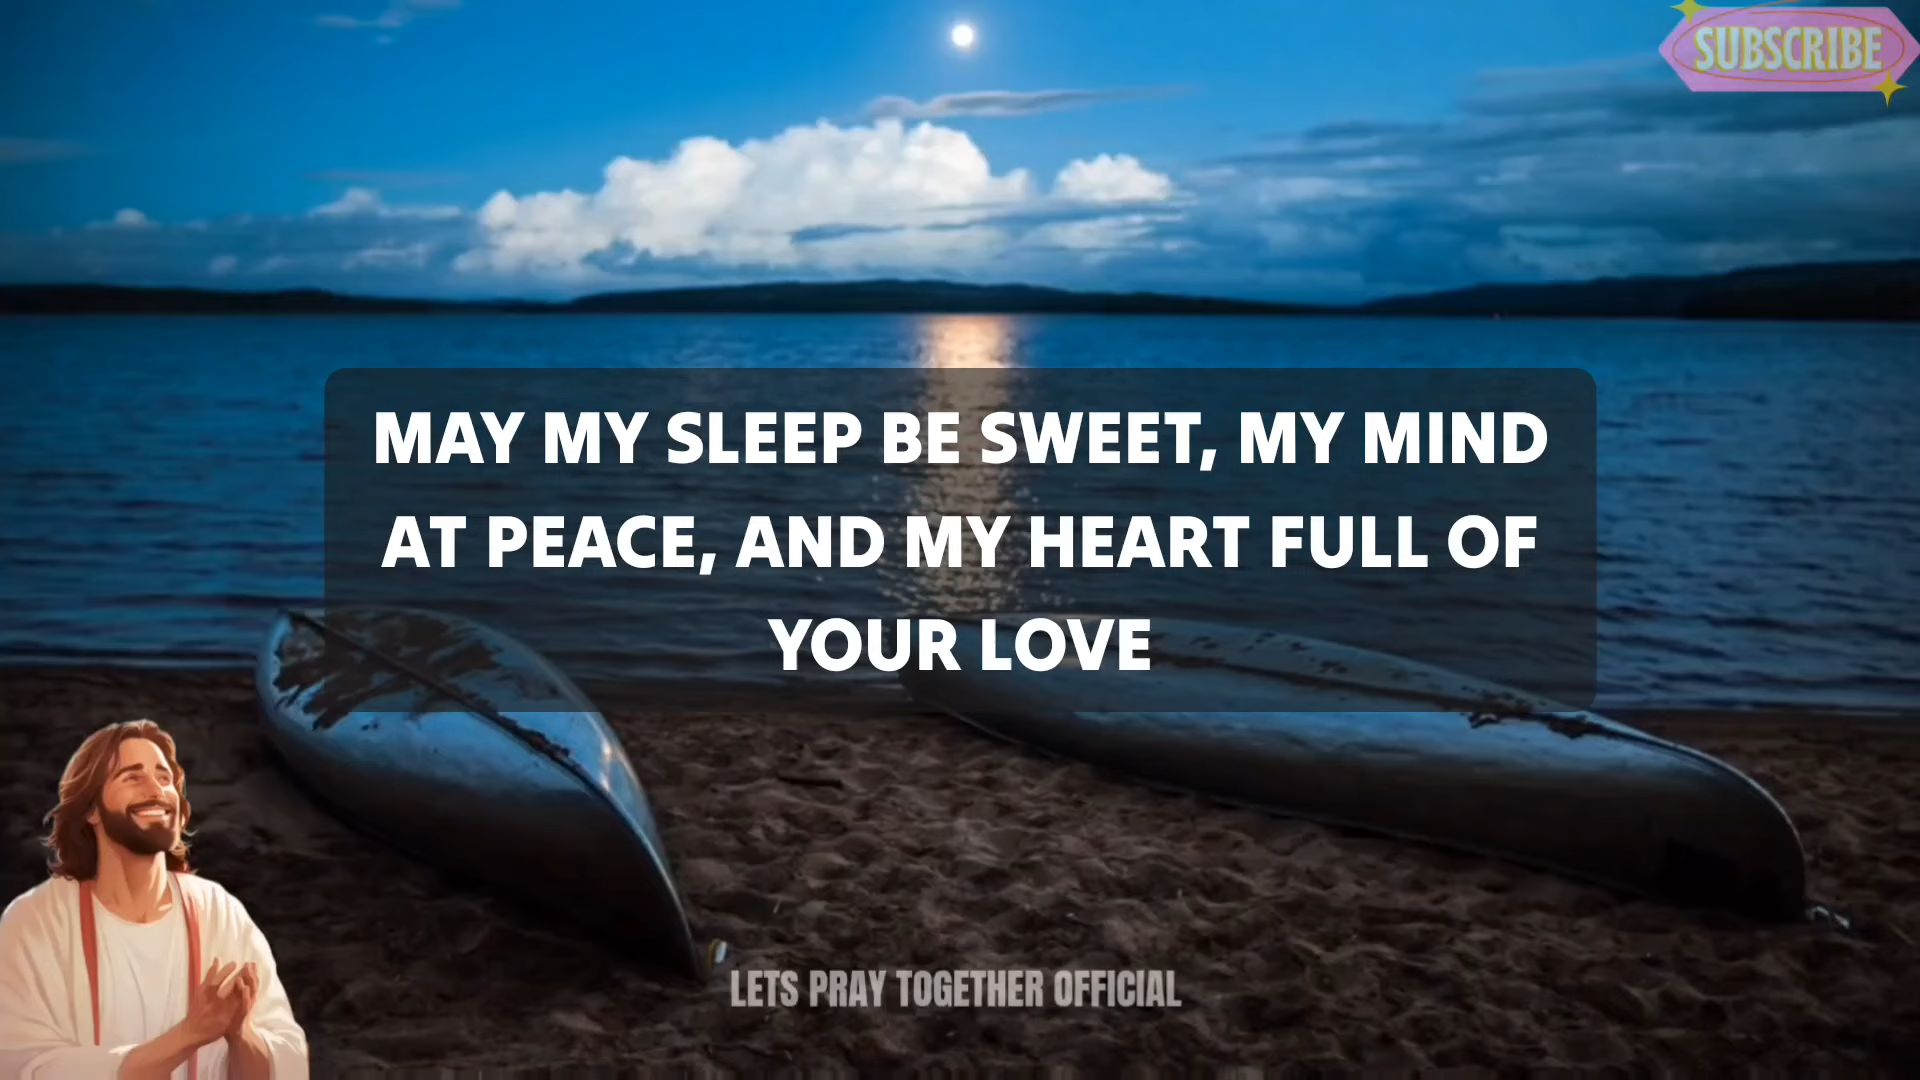 SUBSCRIBE
MAY MY SLEEP BE SWEET, MY MIND
AT PEACE, AND MY HEART FULL OF
YOUR LOVE
LETS PRAY TOGETHER OFFICIAL